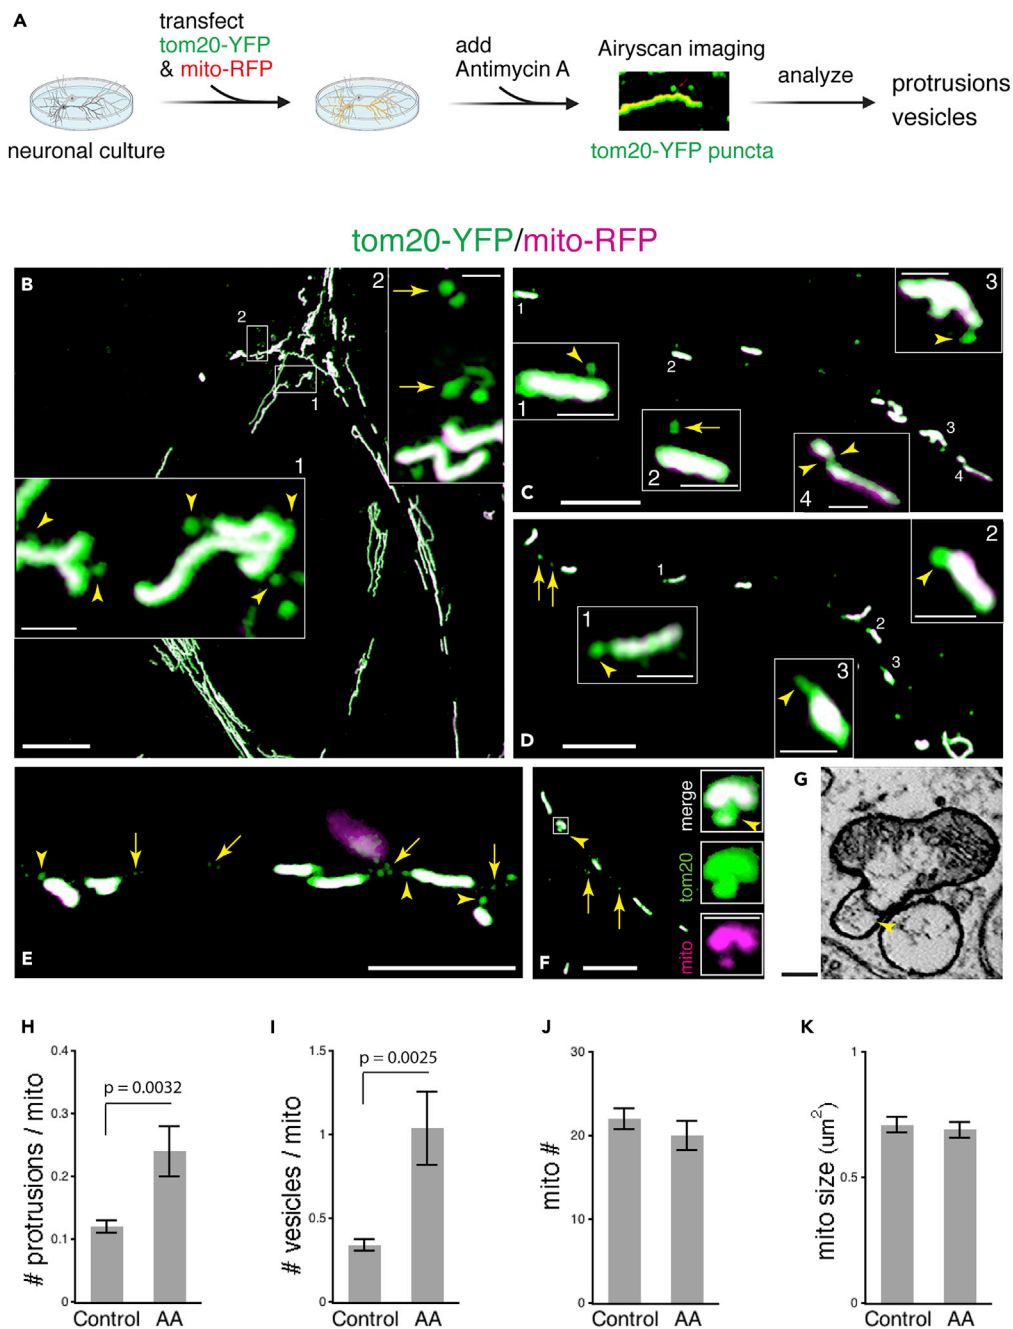 A
transfect
tom20-YFP
& mito-RFP
add
Antimycin A
Airyscan imaging
analyze
protrusions
vesicles
neuronal culture
tom20-YFP puncta
tom20-YFP/mito-RFP
B
2
2
1
1
C
1
1
2
2
3
3
4
4
D
1
1
2
2
3
3
E
F
merge
tom20
mito
G
H
# protrusions / mito
0.4
0.3
0.2
0.1
0
p = 0.0032
Control AA
I
# vesicles / mito
1.5
1
0.5
0
p = 0.0025
Control AA
J
mito #
30
20
10
0
Control AA
K
mito size (um²)
1
0.5
0
Control AA